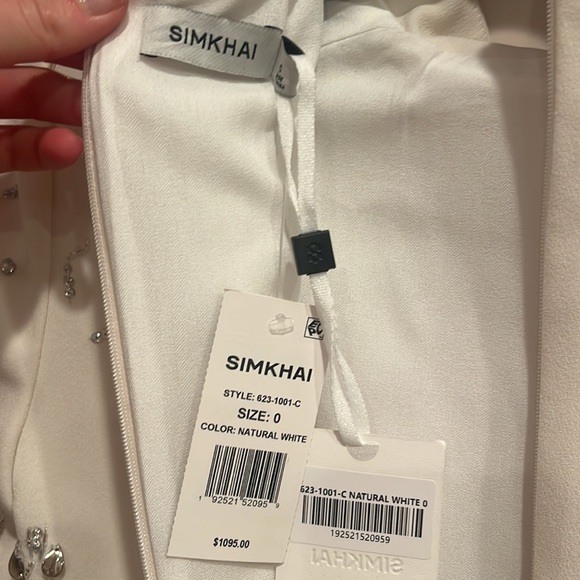 SIMKHAI
SIMKHAI
STYLE: 623-1001-C
SIZE: 0
COLOR: NATURAL WHITE
1 92521 52095 9
$1095.00
623-1001-C NATURAL WHITE 0
192521520959
SIMKHAI